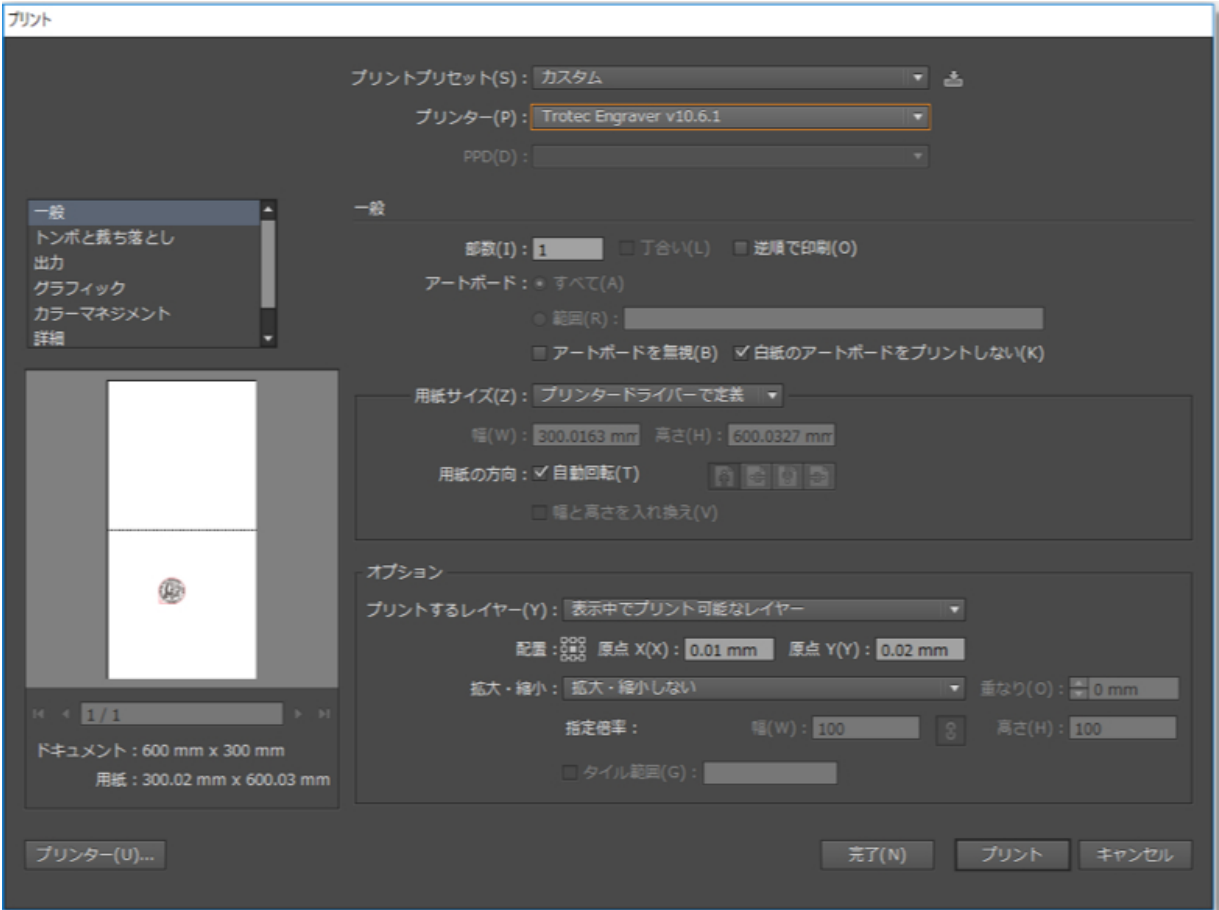 プリント
プリントプリセット(S)： カスタム
プリンター(P)： Trotec Engraver v10.6.1
PPD(D)：
一般
トンボと裁ち落とし
出力
グラフィック
カラーマネジメント
詳細
一般
部数(I)： 1 丁合い(L) 逆順で印刷(O)
アートボード： すべて(A)
範囲(R)：
アートボードを無視(B) 白紙のアートボードをプリントしない(K)
用紙サイズ(Z)： プリンタードライバーで定義
幅(W)： 300.0163 mm 高さ(H)： 600.0327 mm
用紙の方向： 自動回転(T)
幅と高さを入れ換え(V)
オプション
プリントするレイヤー(Y)： 表示中でプリント可能なレイヤー
配置： 原点 X(X)： 0.01 mm 原点 Y(Y)： 0.02 mm
拡大・縮小： 拡大・縮小しない 重なり(O)： 0 mm
指定倍率： 幅(W)： 100 高さ(H)： 100
タイル範囲(G)：
1 / 1
ドキュメント：600 mm x 300 mm
用紙：300.02 mm x 600.03 mm
プリンター(U)... 完了(N) プリント キャンセル